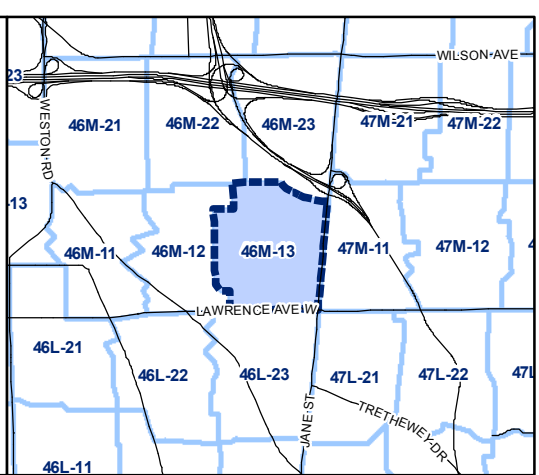 WILSON AVE
23
WESTON RD
46M-21
46M-22
46M-23
47M-21
47M-22
-13
46M-11
46M-12
46M-13
47M-11
47M-12
4
LAWRENCE AVE W
46L-21
46L-22
46L-23
47L-21
47L-22
47L
JANE ST
TRETHEWEY DR
46L-11